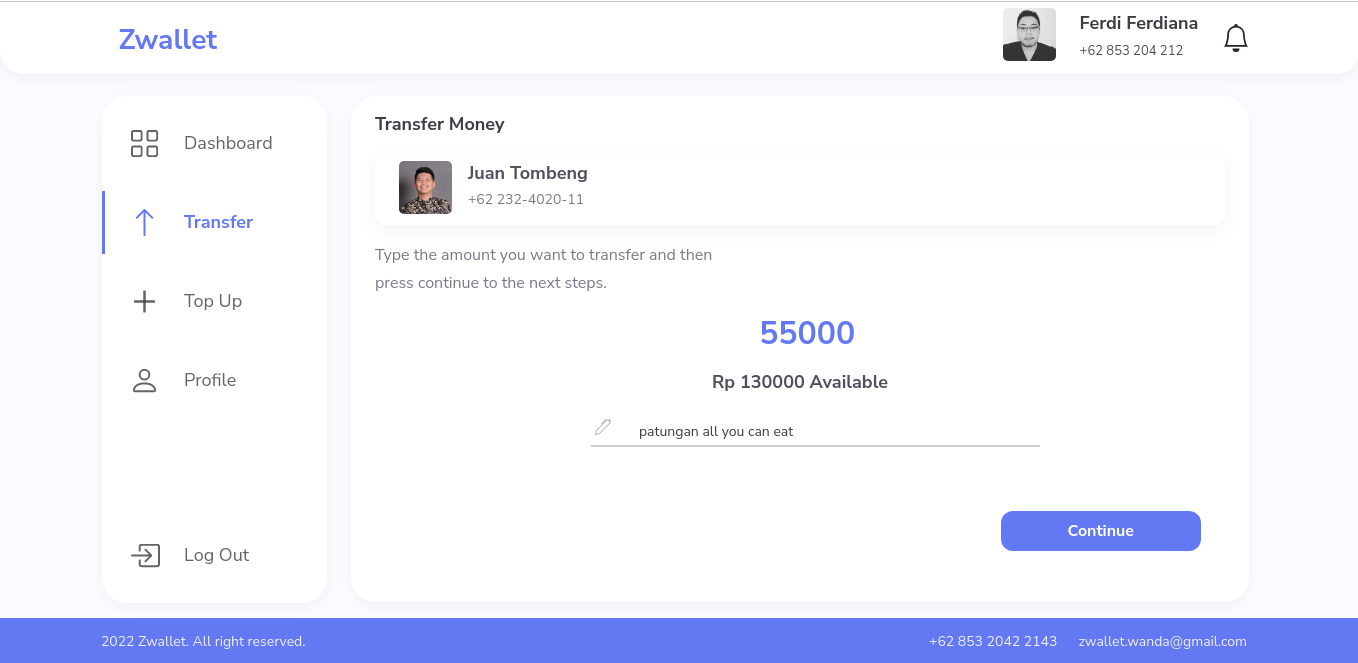 Zwallet
Ferdi Ferdiana
+62 853 204 212
Dashboard
Transfer
Top Up
Profile
Log Out
Transfer Money
Juan Tombeng
+62 232-4020-11
Type the amount you want to transfer and then
press continue to the next steps.
55000
Rp 130000 Available
patungan all you can eat
Continue
2022 Zwallet. All right reserved.
+62 853 2042 2143
zwallet.wanda@gmail.com